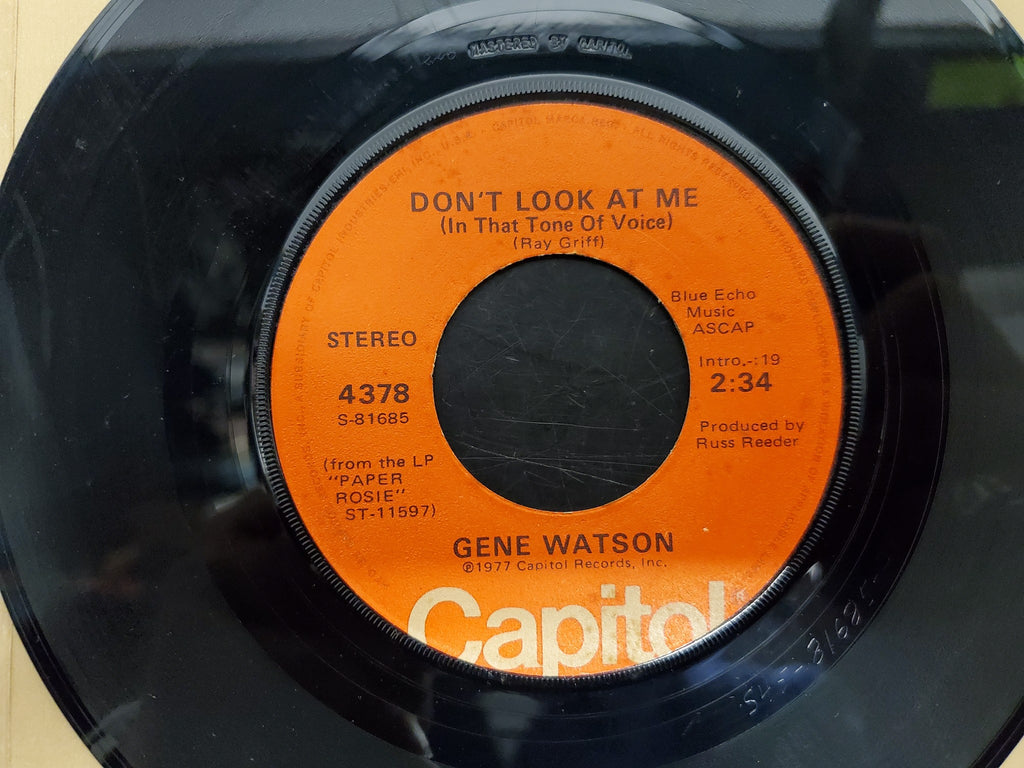 MASTERED BY CAPITOL
DON'T LOOK AT ME
(In That Tone Of Voice)
(Ray Griff)
Blue Echo
Music
ASCAP
STEREO
Intro.-:19
2:34
4378
S-81685
Produced by
Russ Reeder
(from the LP
"PAPER
ROSIE"
ST-11597)
GENE WATSON
℗1977 Capitol Records, Inc.
Capitol